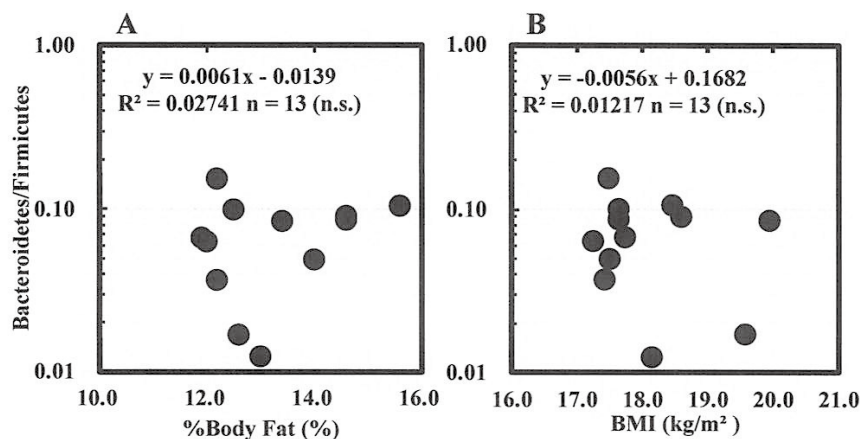 A
1.00
y = 0.0061x - 0.0139
R² = 0.02741 n = 13 (n.s.)
0.10
0.01
10.0 12.0 14.0 16.0
%Body Fat (%)
Bacteroidetes/Firmicutes
B
1.00
y = -0.0056x + 0.1682
R² = 0.01217 n = 13 (n.s.)
0.10
0.01
16.0 17.0 18.0 19.0 20.0 21.0
BMI (kg/m² )